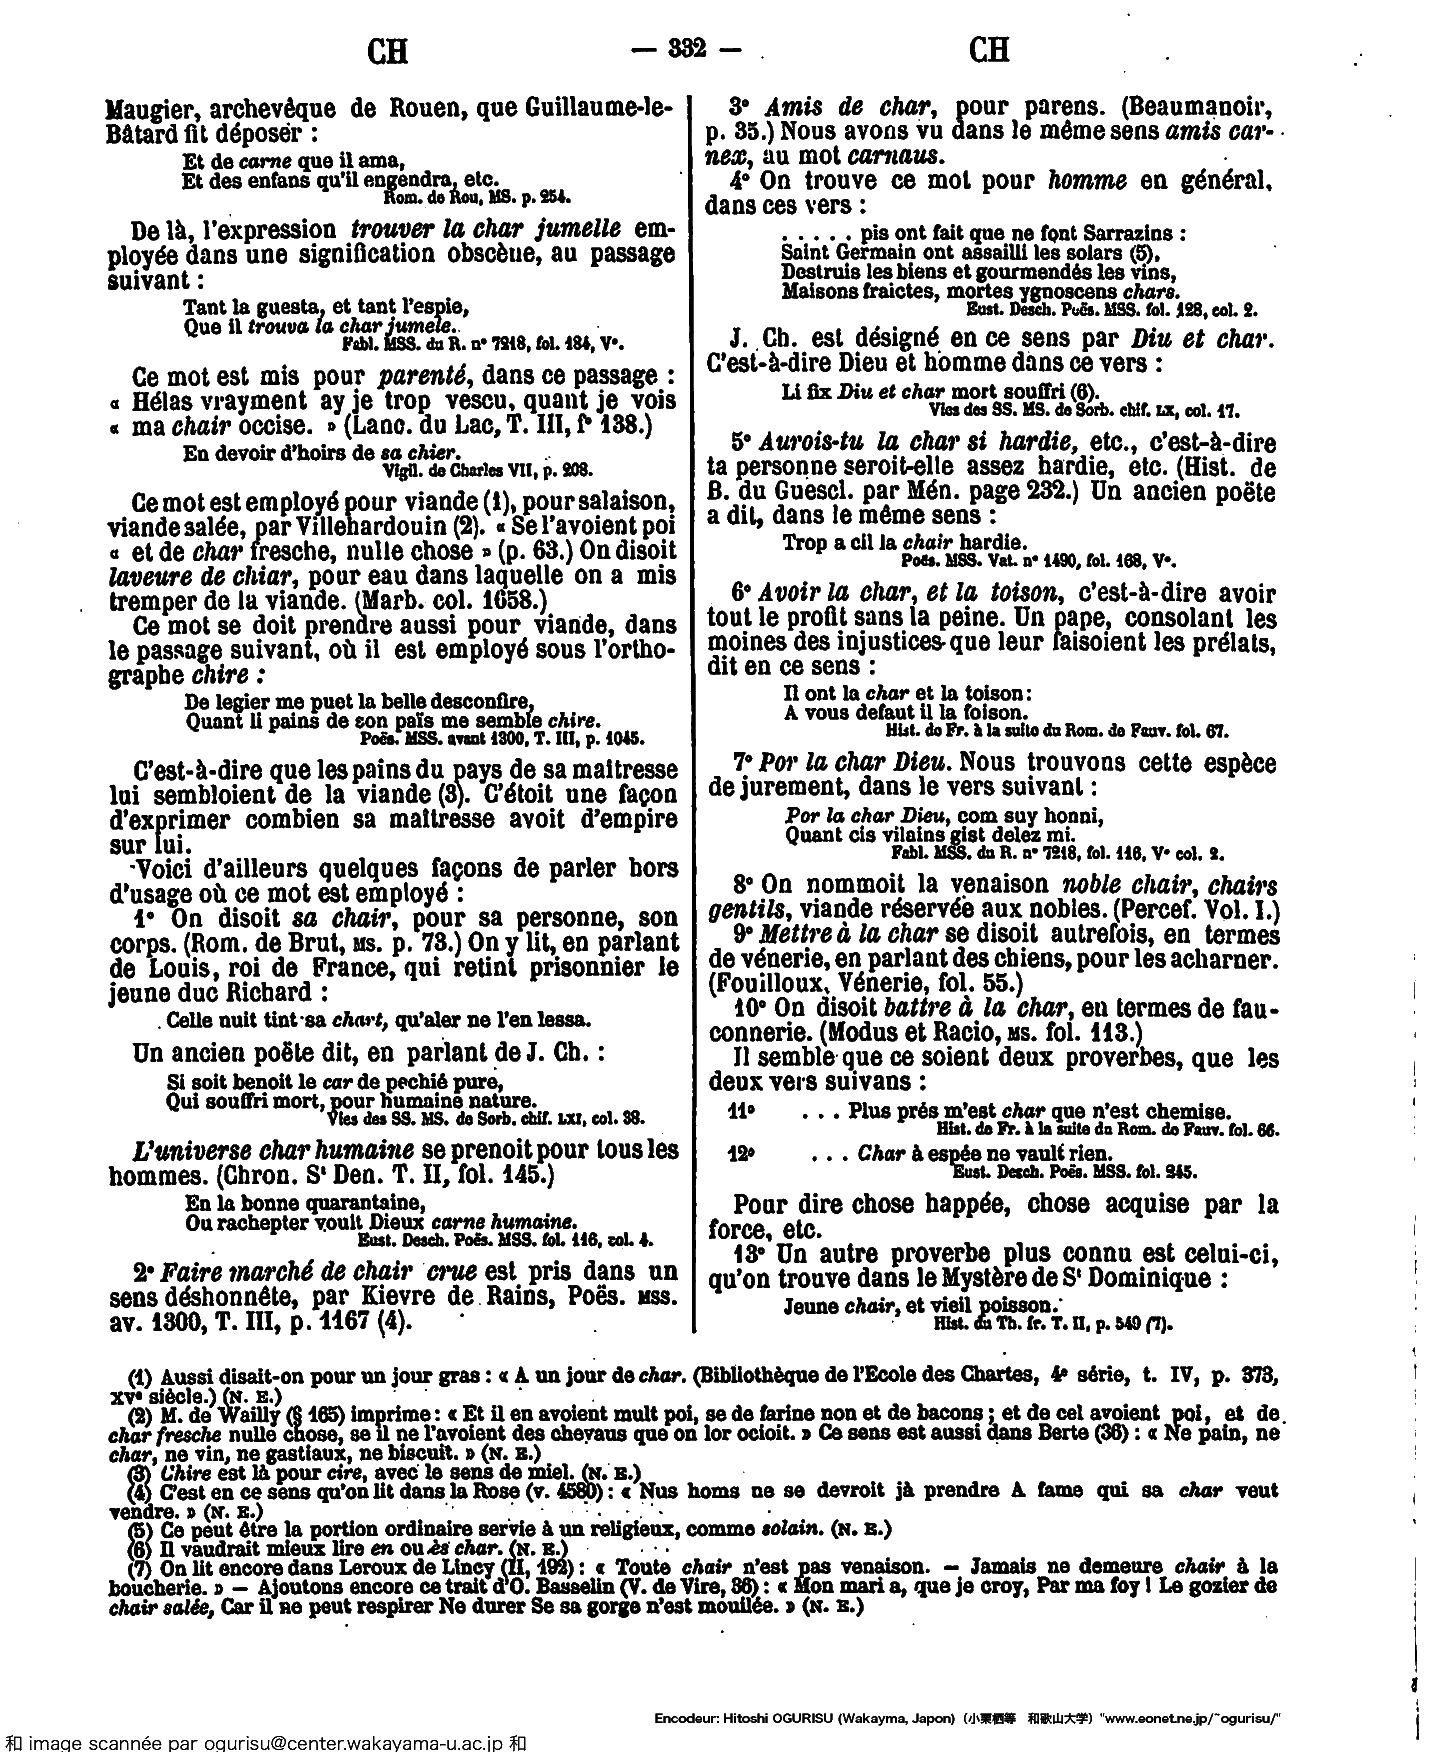 CH
— 332 —
CH
Maugier, archevêque de Rouen, que Guillaume-le-
Bâtard fit déposer :
Et de carne que il ama,
Et des enfans qu'il engendra, etc.
Rom. de Rou, MS. p. 254.
De là, l'expression trouver la char jumelle em-
ployée dans une signification obscène, au passage
suivant :
Tant la guesta, et tant l'espie,
Que il trouva la char jumele.
Fabl. MSS. du R. n° 7218, fol. 184, V°.
Ce mot est mis pour parenté, dans ce passage :
« Hélas vrayment ay je trop vescu, quant je vois
« ma chair occise. » (Lanc. du Lac, T. III, f° 138.)
En devoir d'hoirs de sa chier.
Vigil. de Charles VII, p. 208.
Ce mot est employé pour viande (1), pour salaison,
viande salée, par Villehardouin (2). « Se l'avoient poi
« et de char fresche, nulle chose » (p. 63.) On disoit
laveure de chiar, pour eau dans laquelle on a mis
tremper de la viande. (Marb. col. 1658.)
Ce mot se doit prendre aussi pour viande, dans
le passage suivant, où il est employé sous l'ortho-
graphe chire :
De legier me puet la belle desconfire,
Quant li pains de son païs me semble chire.
Poës. MSS. avant 1300, T. III, p. 1045.
C'est-à-dire que les pains du pays de sa maitresse
lui sembloient de la viande (3). C'étoit une façon
d'exprimer combien sa maîtresse avoit d'empire
sur lui.
Voici d'ailleurs quelques façons de parler hors
d'usage où ce mot est employé :
1° On disoit sa chair, pour sa personne, son
corps. (Rom. de Brut, MS. p. 73.) On y lit, en parlant
de Louis, roi de France, qui retint prisonnier le
jeune duc Richard :
Celle nuit tint sa chart, qu'aler ne l'en lessa.
Un ancien poëte dit, en parlant de J. Ch. :
Si soit benoit le car de pechié pure,
Qui souffri mort, pour humaine nature.
Vies des SS. MS. de Sorb. chif. LXI, col. 38.
L'universe char humaine se prenoit pour tous les
hommes. (Chron. St Den. T. II, fol. 145.)
En la bonne quarantaine,
Ou rachepter voult Dieux carne humaine.
Eust. Desch. Poës. MSS. fol. 116, col. 4.
2° Faire marché de chair crue est pris dans un
sens déshonnête, par Kievre de Rains, Poës. MSS.
av. 1300, T. III, p. 1167 (4).
3° Amis de char, pour parens. (Beaumanoir,
p. 35.) Nous avons vu dans le même sens amis car-
nex, au mot carnaus.
4° On trouve ce mot pour homme en général,
dans ces vers :
. . . . . pis ont fait que ne font Sarrazins :
Saint Germain ont assailli les solars (5).
Destruis les biens et gourmendés les vins,
Maisons fraictes, mortes ygnoscens chars.
Eust. Desch. Poës. MSS. fol. 128, col. 2.
J. Ch. est désigné en ce sens par Diu et char.
C'est-à-dire Dieu et homme dans ce vers :
Li fix Diu et char mort souffri (6).
Vies des SS. MS. de Sorb. chif. LX, col. 17.
5° Aurois-tu la char si hardie, etc., c'est-à-dire
ta personne seroit-elle assez hardie, etc. (Hist. de
B. du Guescl. par Mén. page 232.) Un ancien poëte
a dit, dans le même sens :
Trop a cil la chair hardie.
Poës. MSS. Vat. n° 1490, fol. 168, V°.
6° Avoir la char, et la toison, c'est-à-dire avoir
tout le profit sans la peine. Un pape, consolant les
moines des injustices que leur faisoient les prélats,
dit en ce sens :
Il ont la char et la toison :
A vous defaut il la foison.
Hist. de Fr. à la suite du Rom. de Fauv. fol. 67.
7° Por la char Dieu. Nous trouvons cette espèce
de jurement, dans le vers suivant :
Por la char Dieu, com suy honni,
Quant cis vilains gist delez mi.
Fabl. MSS. du R. n° 7218, fol. 116, V° col. 2.
8° On nommoit la venaison noble chair, chairs
gentils, viande réservée aux nobles. (Percef. Vol. I.)
9° Mettre à la char se disoit autrefois, en termes
de vénerie, en parlant des chiens, pour les acharner.
(Fouilloux, Vénerie, fol. 55.)
10° On disoit battre à la char, en termes de fau-
connerie. (Modus et Racio, MS. fol. 113.)
Il semble que ce soient deux proverbes, que les
deux vers suivans :
11° . . . Plus prés m'est char que n'est chemise.
Hist. de Fr. à la suite du Rom. de Fauv. fol. 66.
12° . . . Char à espée ne vault rien.
Eust. Desch. Poës. MSS. fol. 245.
Pour dire chose happée, chose acquise par la
force, etc.
13° Un autre proverbe plus connu est celui-ci,
qu'on trouve dans le Mystère de St Dominique :
Jeune chair, et vieil poisson.
Hist. du Th. fr. T. II, p. 549 (7).
(1) Aussi disait-on pour un jour gras : « A un jour de char. (Bibliothèque de l'Ecole des Chartes, 4e série, t. IV, p. 373,
XVe siècle.) (N. E.)
(2) M. de Wailly (§ 165) imprime : « Et il en avoient mult poi, se de farine non et de bacons ; et de cel avoient poi, et de
char fresche nulle chose, se il ne l'avoient des chevaus que on lor ocioit. » Ce sens est aussi dans Berte (36) : « Ne pain, ne
char, ne vin, ne gastiaux, ne biscuit. » (N. E.)
(3) Chire est là pour cire, avec le sens de miel. (N. E.)
(4) C'est en ce sens qu'on lit dans la Rose (v. 4580) : « Nus homs ne se devroit jà prendre A fame qui sa char veut
vendre. » (N. E.)
(5) Ce peut être la portion ordinaire servie à un religieux, comme solain. (N. E.)
(6) Il vaudrait mieux lire en ou ès char. (N. E.)
(7) On lit encore dans Leroux de Lincy (II, 192) : « Toute chair n'est pas venaison. — Jamais ne demeure chair à la
boucherie. » — Ajoutons encore ce trait d'O. Basselin (V. de Vire, 36) : « Mon mari a, que je croy, Par ma foy ! Le gozier de
chair salée, Car il ne peut respirer Ne durer Se sa gorge n'est mouilée. » (N. E.)
Encodeur: Hitoshi OGURISU (Wakayma, Japon) (小栗栖等 和歌山大学) "www.eonet.ne.jp/~ogurisu/"
和 image scannée par ogurisu@center.wakayama-u.ac.jp 和